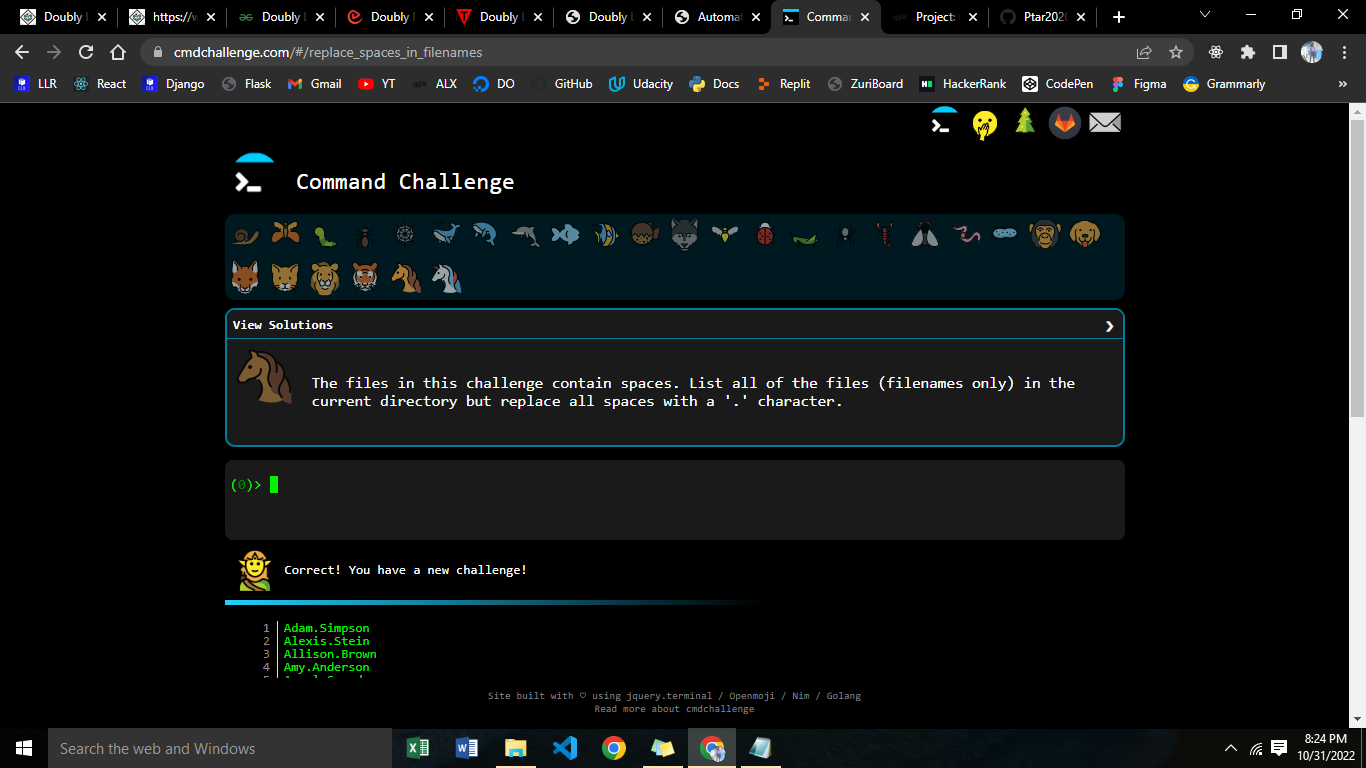 Doubly
https://w
Doubly
Doubly
Doubly
Doubly
Automa
Comma
Project:
Ptar202
cmdchallenge.com/#/replace_spaces_in_filenames
LLR
React
Django
Flask
Gmail
YT
ALX
DO
GitHub
Udacity
Docs
Replit
ZuriBoard
HackerRank
CodePen
Figma
Grammarly
»
Command Challenge
View Solutions
The files in this challenge contain spaces. List all of the files (filenames only) in the
current directory but replace all spaces with a '.' character.
(0)>
Correct! You have a new challenge!
1 Adam.Simpson
2 Alexis.Stein
3 Allison.Brown
4 Amy.Anderson
Site built with ♡ using jquery.terminal / Openmoji / Nim / Golang
Read more about cmdchallenge
Search the web and Windows
8:24 PM
10/31/2022